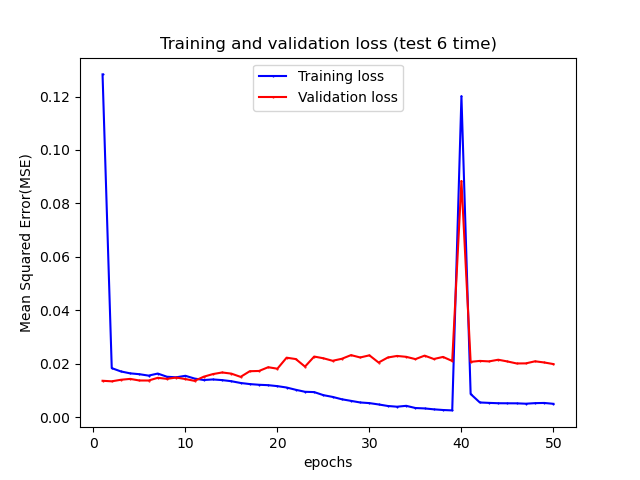 Training and validation loss (test 6 time)
Training loss
Validation loss
0.12
0.10
0.08
0.06
0.04
0.02
0.00
Mean Squared Error(MSE)
0 10 20 30 40 50
epochs